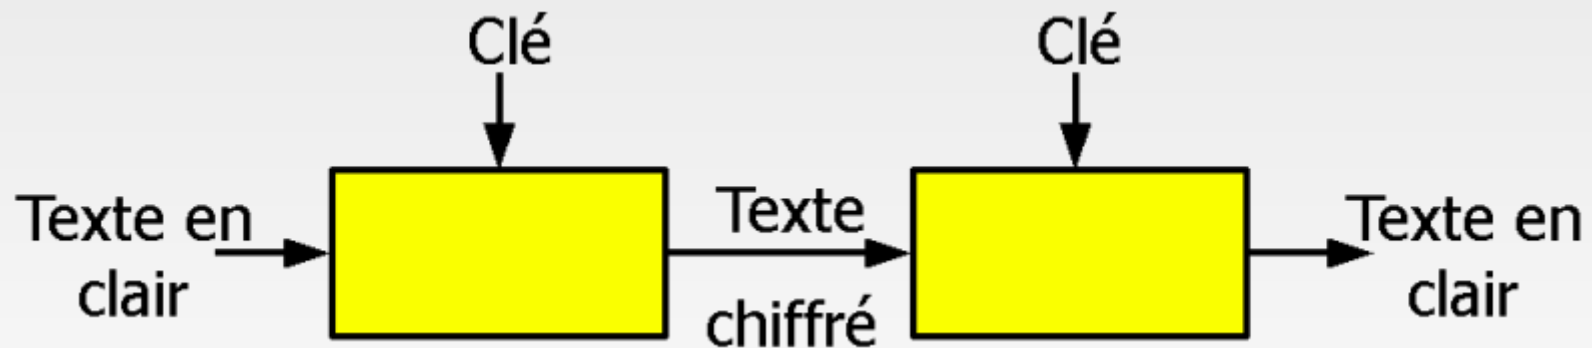 Clé
Clé
Texte en
clair
Texte
chiffré
Texte en
clair